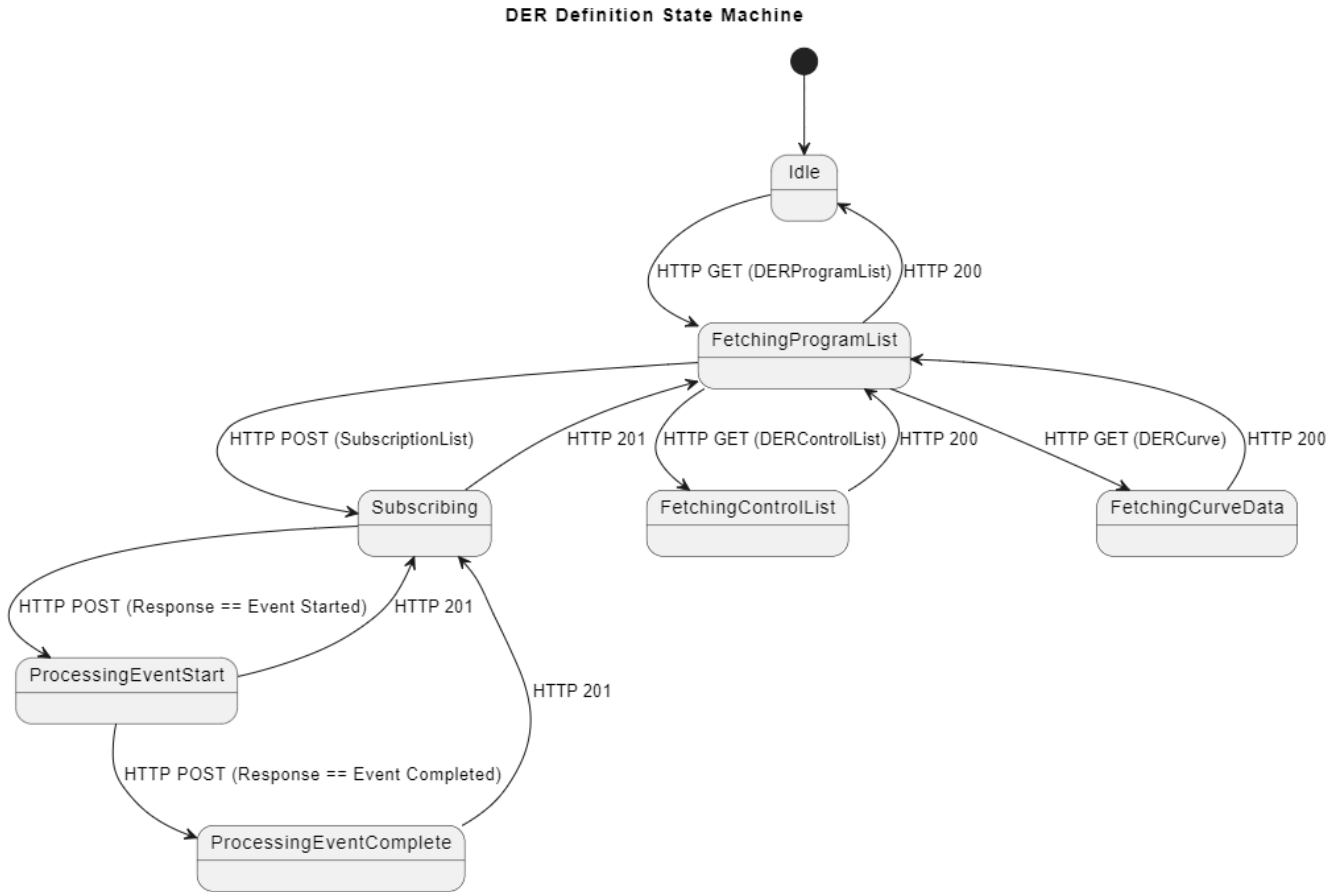 DER Definition State Machine
Idle
HTTP GET (DERProgramList)
HTTP 200
FetchingProgramList
HTTP POST (SubscriptionList)
HTTP 201
HTTP GET (DERControlList)
HTTP 200
HTTP GET (DERCurve)
HTTP 200
Subscribing
FetchingControlList
FetchingCurveData
HTTP POST (Response == Event Started)
HTTP 201
ProcessingEventStart
HTTP 201
HTTP POST (Response == Event Completed)
ProcessingEventComplete